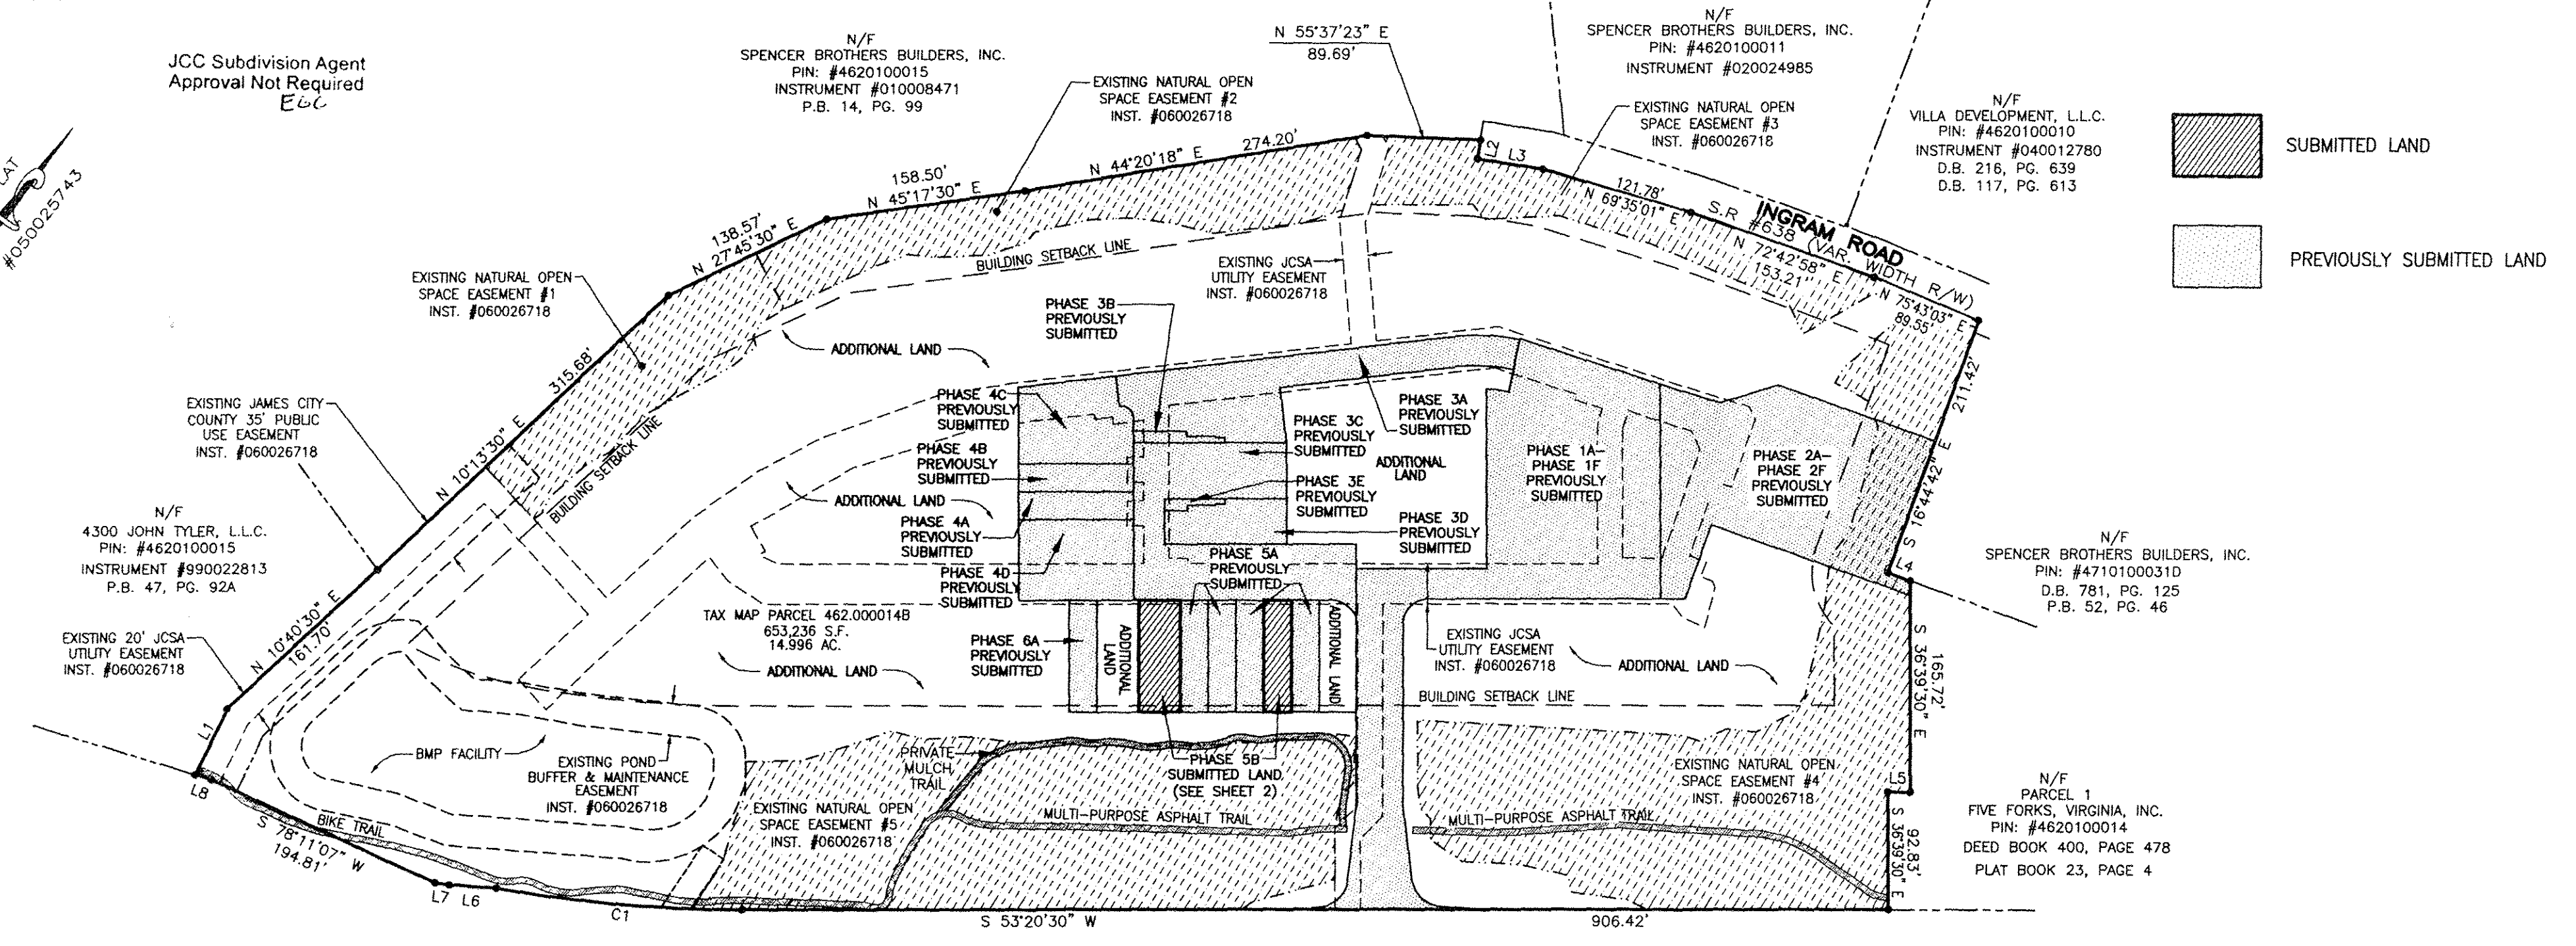 JCC Subdivision Agent
Approval Not Required
EGG
LAT
#050025743
N/F
SPENCER BROTHERS BUILDERS, INC.
PIN: #4620100015
INSTRUMENT #010008471
P.B. 14, PG. 99
EXISTING NATURAL OPEN
SPACE EASEMENT #2
INST. #060026718
N 55°37'23" E
89.69'
N/F
SPENCER BROTHERS BUILDERS, INC.
PIN: #4620100011
INSTRUMENT #020024985
EXISTING NATURAL OPEN
SPACE EASEMENT #3
INST. #060026718
N/F
VILLA DEVELOPMENT, L.L.C.
PIN: #4620100010
INSTRUMENT #040012780
D.B. 216, PG. 639
D.B. 117, PG. 613
SUBMITTED LAND
PREVIOUSLY SUBMITTED LAND
274.20'
N 44°20'18" E
158.50'
N 45°17'30" E
138.57'
N 27°45'30" E
L2
L3
121.78'
N 69°35'01" E
INGRAM ROAD
S.R #638 (VAR. WIDTH R/W)
N 72°42'58" E
153.21'
N 75°43'03" E
89.55'
BUILDING SETBACK LINE
EXISTING JCSA
UTILITY EASEMENT
INST. #060026718
EXISTING NATURAL OPEN
SPACE EASEMENT #1
INST. #060026718
315.68'
N 10°13'30" E
BUILDING SETBACK LINE
ADDITIONAL LAND
PHASE 3B
PREVIOUSLY
SUBMITTED
211.42'
S 16°44'42" E
EXISTING JAMES CITY
COUNTY 35' PUBLIC
USE EASEMENT
INST. #060026718
PHASE 4C
PREVIOUSLY
SUBMITTED
PHASE 3C
PREVIOUSLY
SUBMITTED
PHASE 3A
PREVIOUSLY
SUBMITTED
PHASE 4B
PREVIOUSLY
SUBMITTED
ADDITIONAL
LAND
PHASE 1A-
PHASE 1F
PREVIOUSLY
SUBMITTED
PHASE 2A-
PHASE 2F
PREVIOUSLY
SUBMITTED
ADDITIONAL LAND
PHASE 3E
PREVIOUSLY
SUBMITTED
PHASE 4A
PREVIOUSLY
SUBMITTED
PHASE 3D
PREVIOUSLY
SUBMITTED
N/F
4300 JOHN TYLER, L.L.C.
PIN: #4620100015
INSTRUMENT #990022813
P.B. 47, PG. 92A
PHASE 5A
PREVIOUSLY
SUBMITTED
PHASE 4D
PREVIOUSLY
SUBMITTED
L4
N/F
SPENCER BROTHERS BUILDERS, INC.
PIN: #4710100031D
D.B. 781, PG. 125
P.B. 52, PG. 46
N 10°40'30" E
161.70'
EXISTING 20' JCSA
UTILITY EASEMENT
INST. #060026718
TAX MAP PARCEL 462.000014B
653,236 S.F.
14.996 AC.
ADDITIONAL LAND
PHASE 6A
PREVIOUSLY
SUBMITTED
ADDITIONAL
LAND
ADDITIONAL LAND
EXISTING JCSA
UTILITY EASEMENT
INST. #060026718
ADDITIONAL LAND
BUILDING SETBACK LINE
S 36°39'30" E
165.72'
L1
BMP FACILITY
EXISTING POND
BUFFER & MAINTENANCE
EASEMENT
INST. #060026718
PRIVATE
MULCH
TRAIL
PHASE 5B
SUBMITTED LAND
(SEE SHEET 2)
EXISTING NATURAL OPEN
SPACE EASEMENT #4
INST. #060026718
L5
L8
EXISTING NATURAL OPEN
SPACE EASEMENT #5
INST. #060026718
MULTI-PURPOSE ASPHALT TRAIL
MULTI-PURPOSE ASPHALT TRAIL
S 36°39'30" E
92.83'
N/F
PARCEL 1
FIVE FORKS, VIRGINIA, INC.
PIN: #4620100014
DEED BOOK 400, PAGE 478
PLAT BOOK 23, PAGE 4
BIKE TRAIL
S 78°11'07" W
194.81'
L7
L6
C1
S 53°20'30" W
906.42'